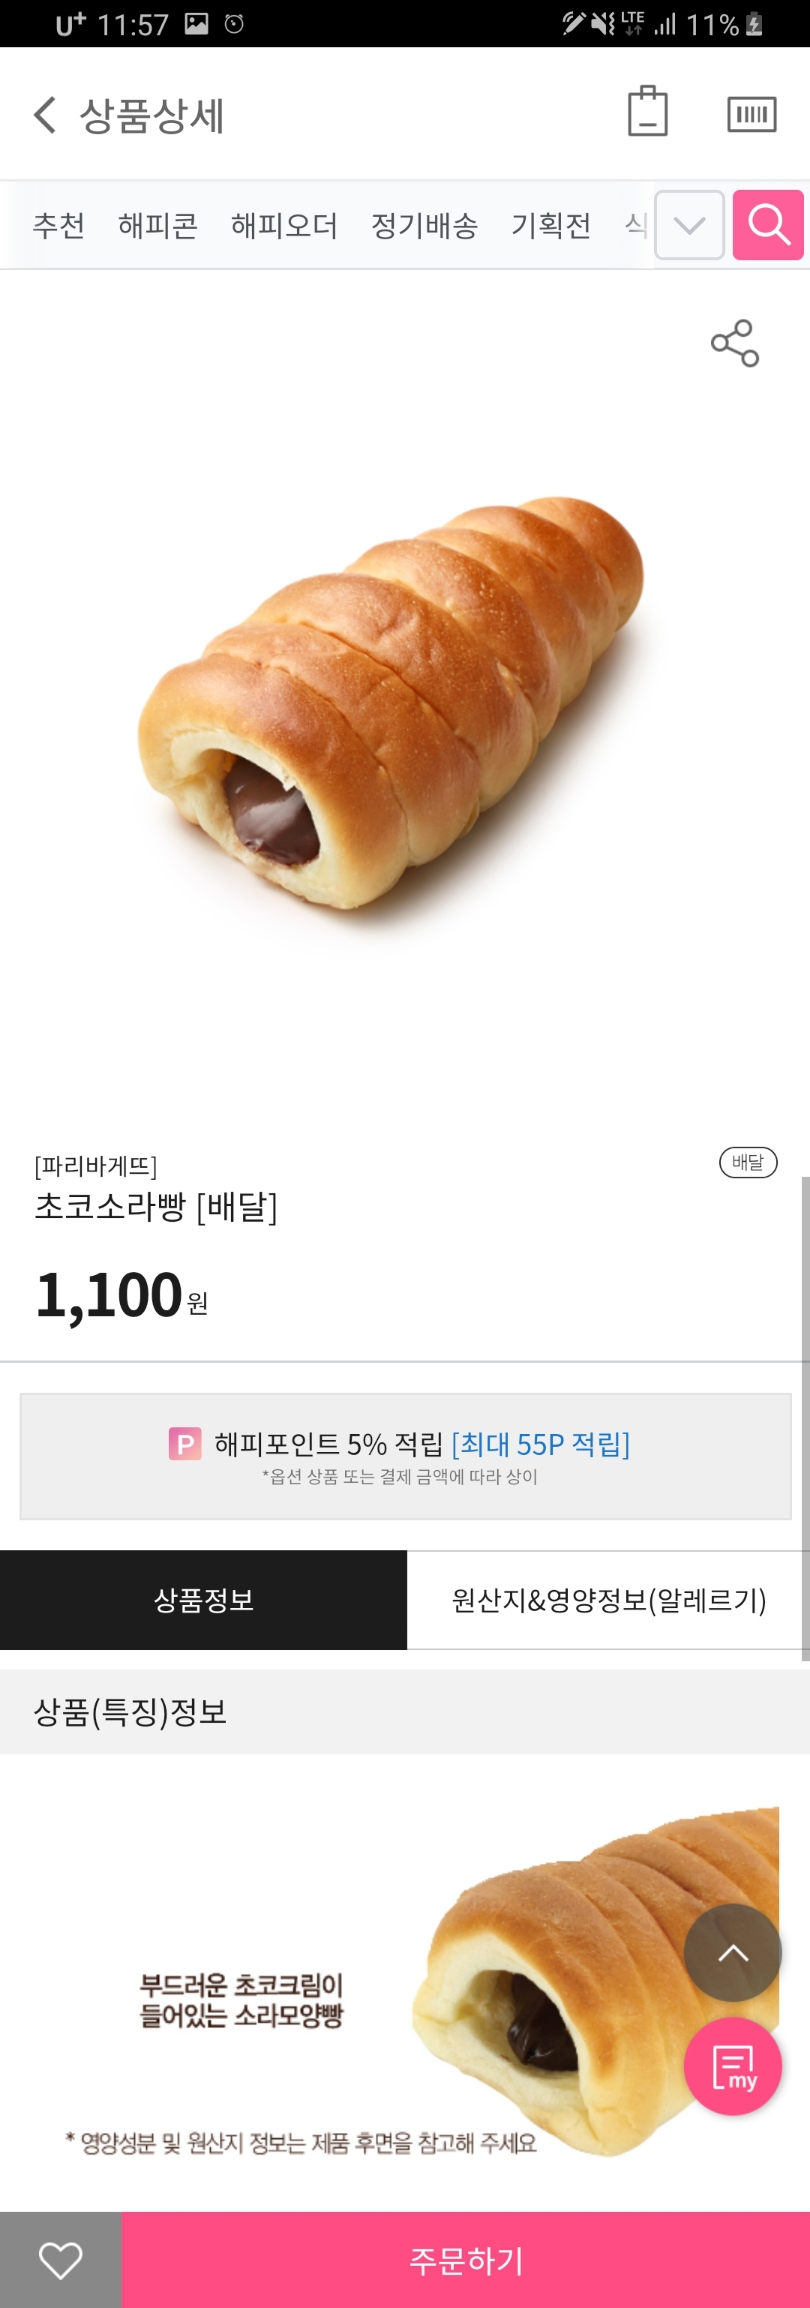 U+ 11:57 LTE 11%
상품상세
추천 해피콘 해피오더 정기배송 기획전 식
[파리바게뜨] 배달
초코소라빵 [배달]
1,100원
P 해피포인트 5% 적립 [최대 55P 적립]
*옵션 상품 또는 결제 금액에 따라 상이
상품정보 원산지&영양정보(알레르기)
상품(특징)정보
부드러운 초코크림이
들어있는 소라모양빵
my
* 영양성분 및 원산지 정보는 제품 후면을 참고해 주세요
주문하기